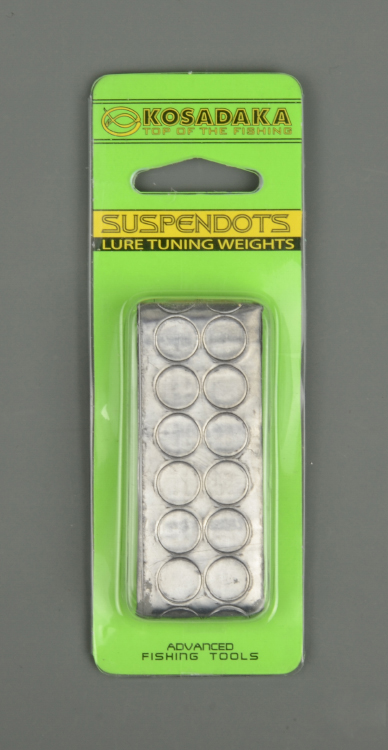 KOSADAKA
TOP OF THE FISHING
SUSPENDOTS
LURE TUNING WEIGHTS
ADVANCED
FISHING TOOLS